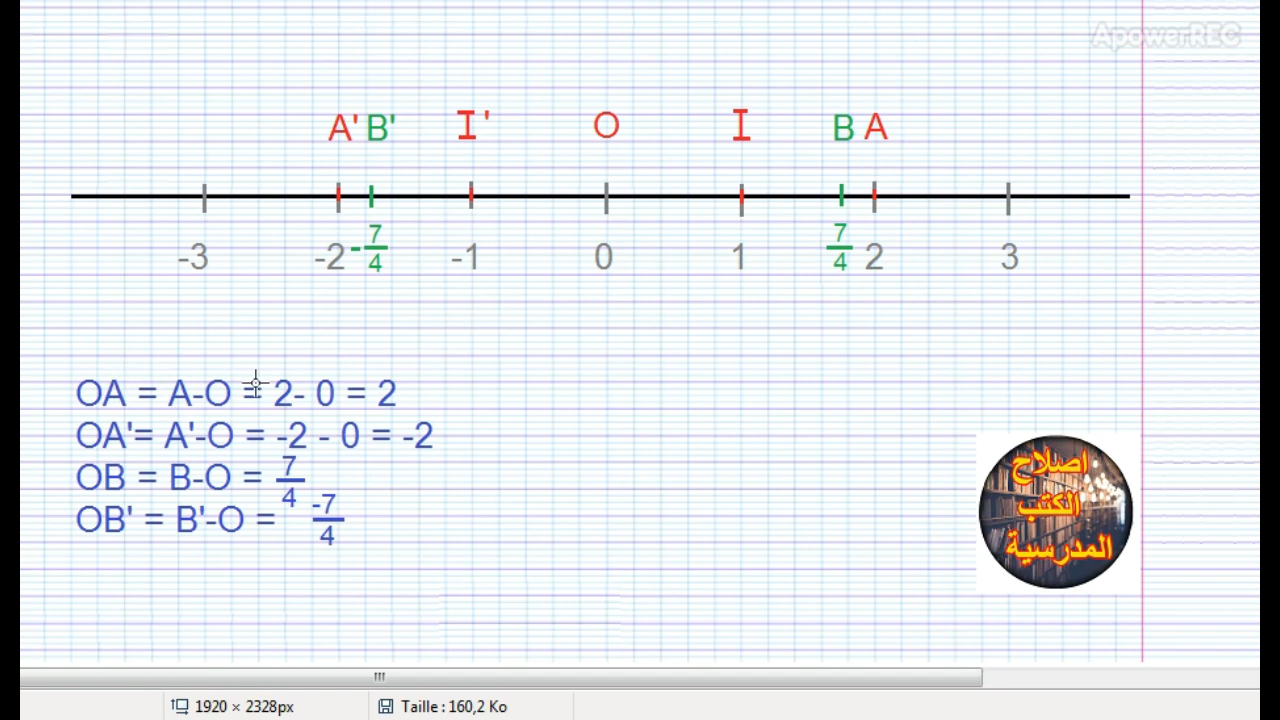 ApowerREC
A' B' I' O I B A
-3 -2 -7/4 -1 0 1 7/4 2 3
OA = A-O = 2- 0 = 2
OA'= A'-O = -2 - 0 = -2
OB = B-O = 7/4
OB' = B'-O = -7/4
اصلاح
الكتب
المدرسية
1920 × 2328px Taille : 160,2 Ko